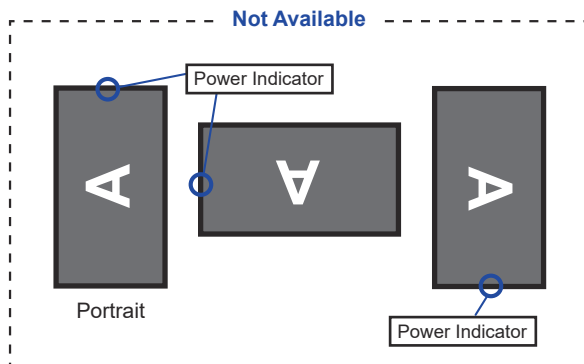 Not Available
Power Indicator
A
A
A
Portrait
Power Indicator